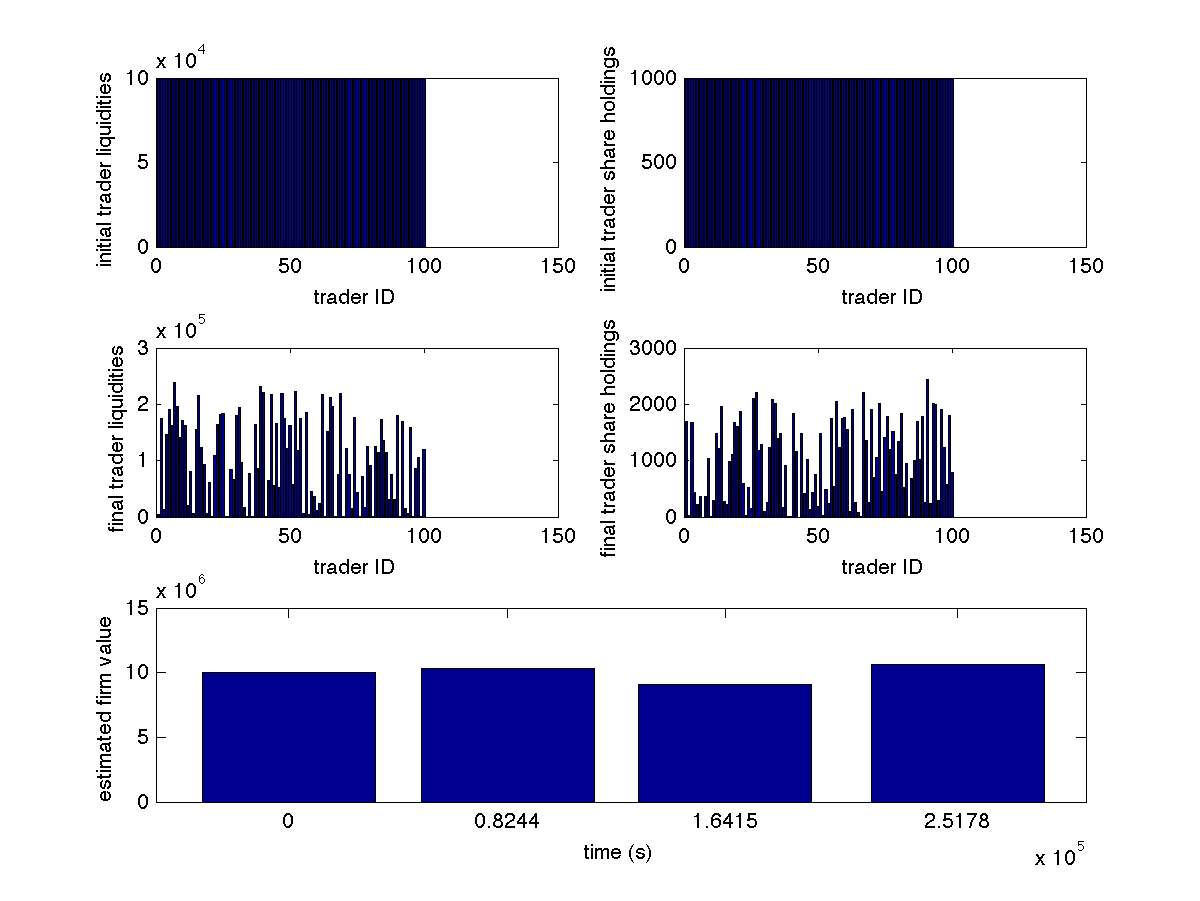 x 10^4
initial trader liquidities
10
5
0
0 50 100 150
trader ID
initial trader share holdings
1000
500
0
0 50 100 150
trader ID
x 10^5
final trader liquidities
3
2
1
0
0 50 100 150
trader ID
final trader share holdings
3000
2000
1000
0
0 50 100 150
trader ID
x 10^6
estimated firm value
15
10
5
0
0 0.8244 1.6415 2.5178
time (s)
x 10^5